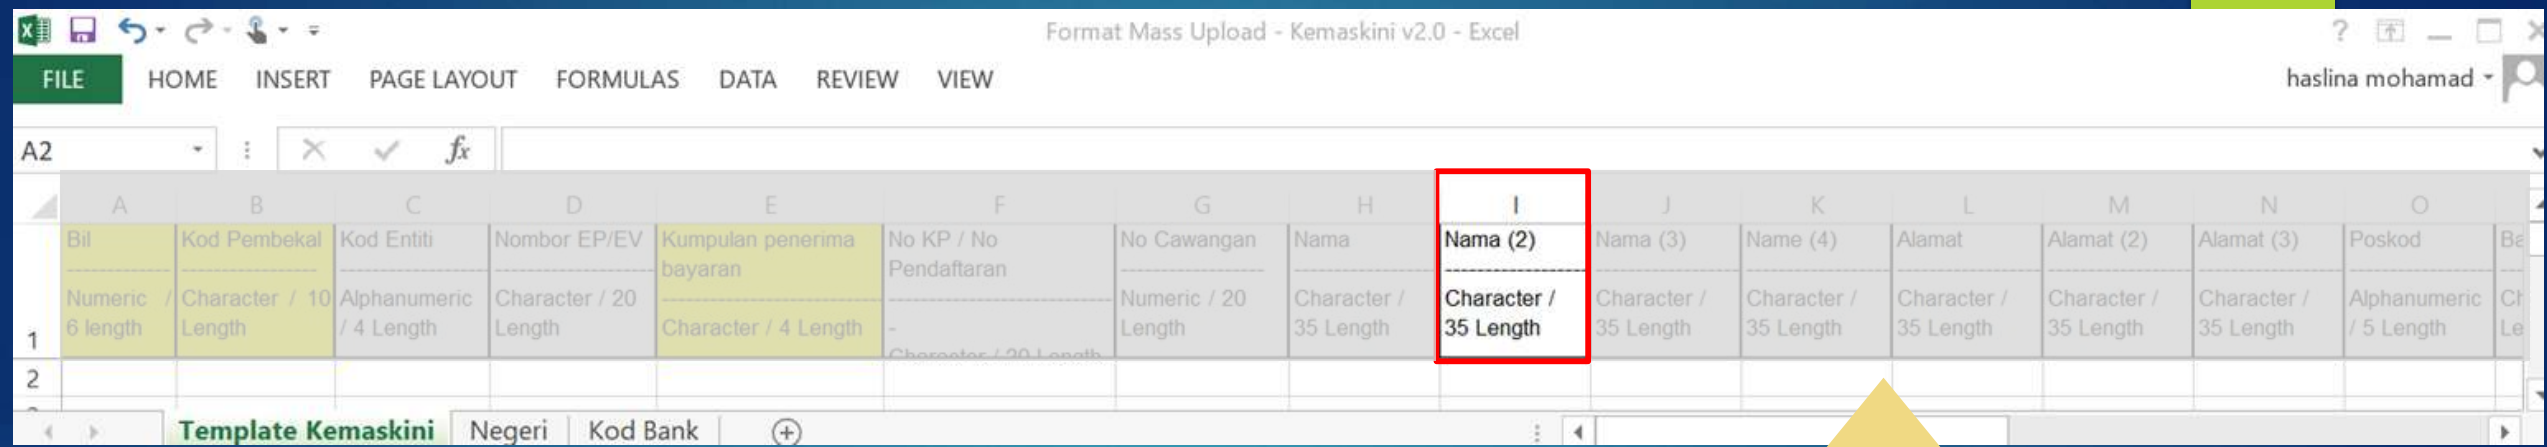 Format Mass Upload - Kemaskini v2.0 - Excel
FILE HOME INSERT PAGE LAYOUT FORMULAS DATA REVIEW VIEW haslina mohamad
A2 fx
A B C D E F G H I J K L M N O
1
Bil
Numeric / 6 length
Kod Pembekal
Character / 10
Length
Kod Entiti
Alphanumeric
/ 4 Length
Nombor EP/EV
Character / 20
Length
Kumpulan penerima
bayaran
Character / 4 Length
No KP / No
Pendaftaran
-
Character / 20 Length
No Cawangan
Numeric / 20
Length
Nama
Character /
35 Length
Nama (2)
Character /
35 Length
Nama (3)
Character /
35 Length
Name (4)
Character /
35 Length
Alamat
Character /
35 Length
Alamat (2)
Character /
35 Length
Alamat (3)
Character /
35 Length
Poskod
Alphanumeric
/ 5 Length
2
Template Kemaskini Negeri Kod Bank